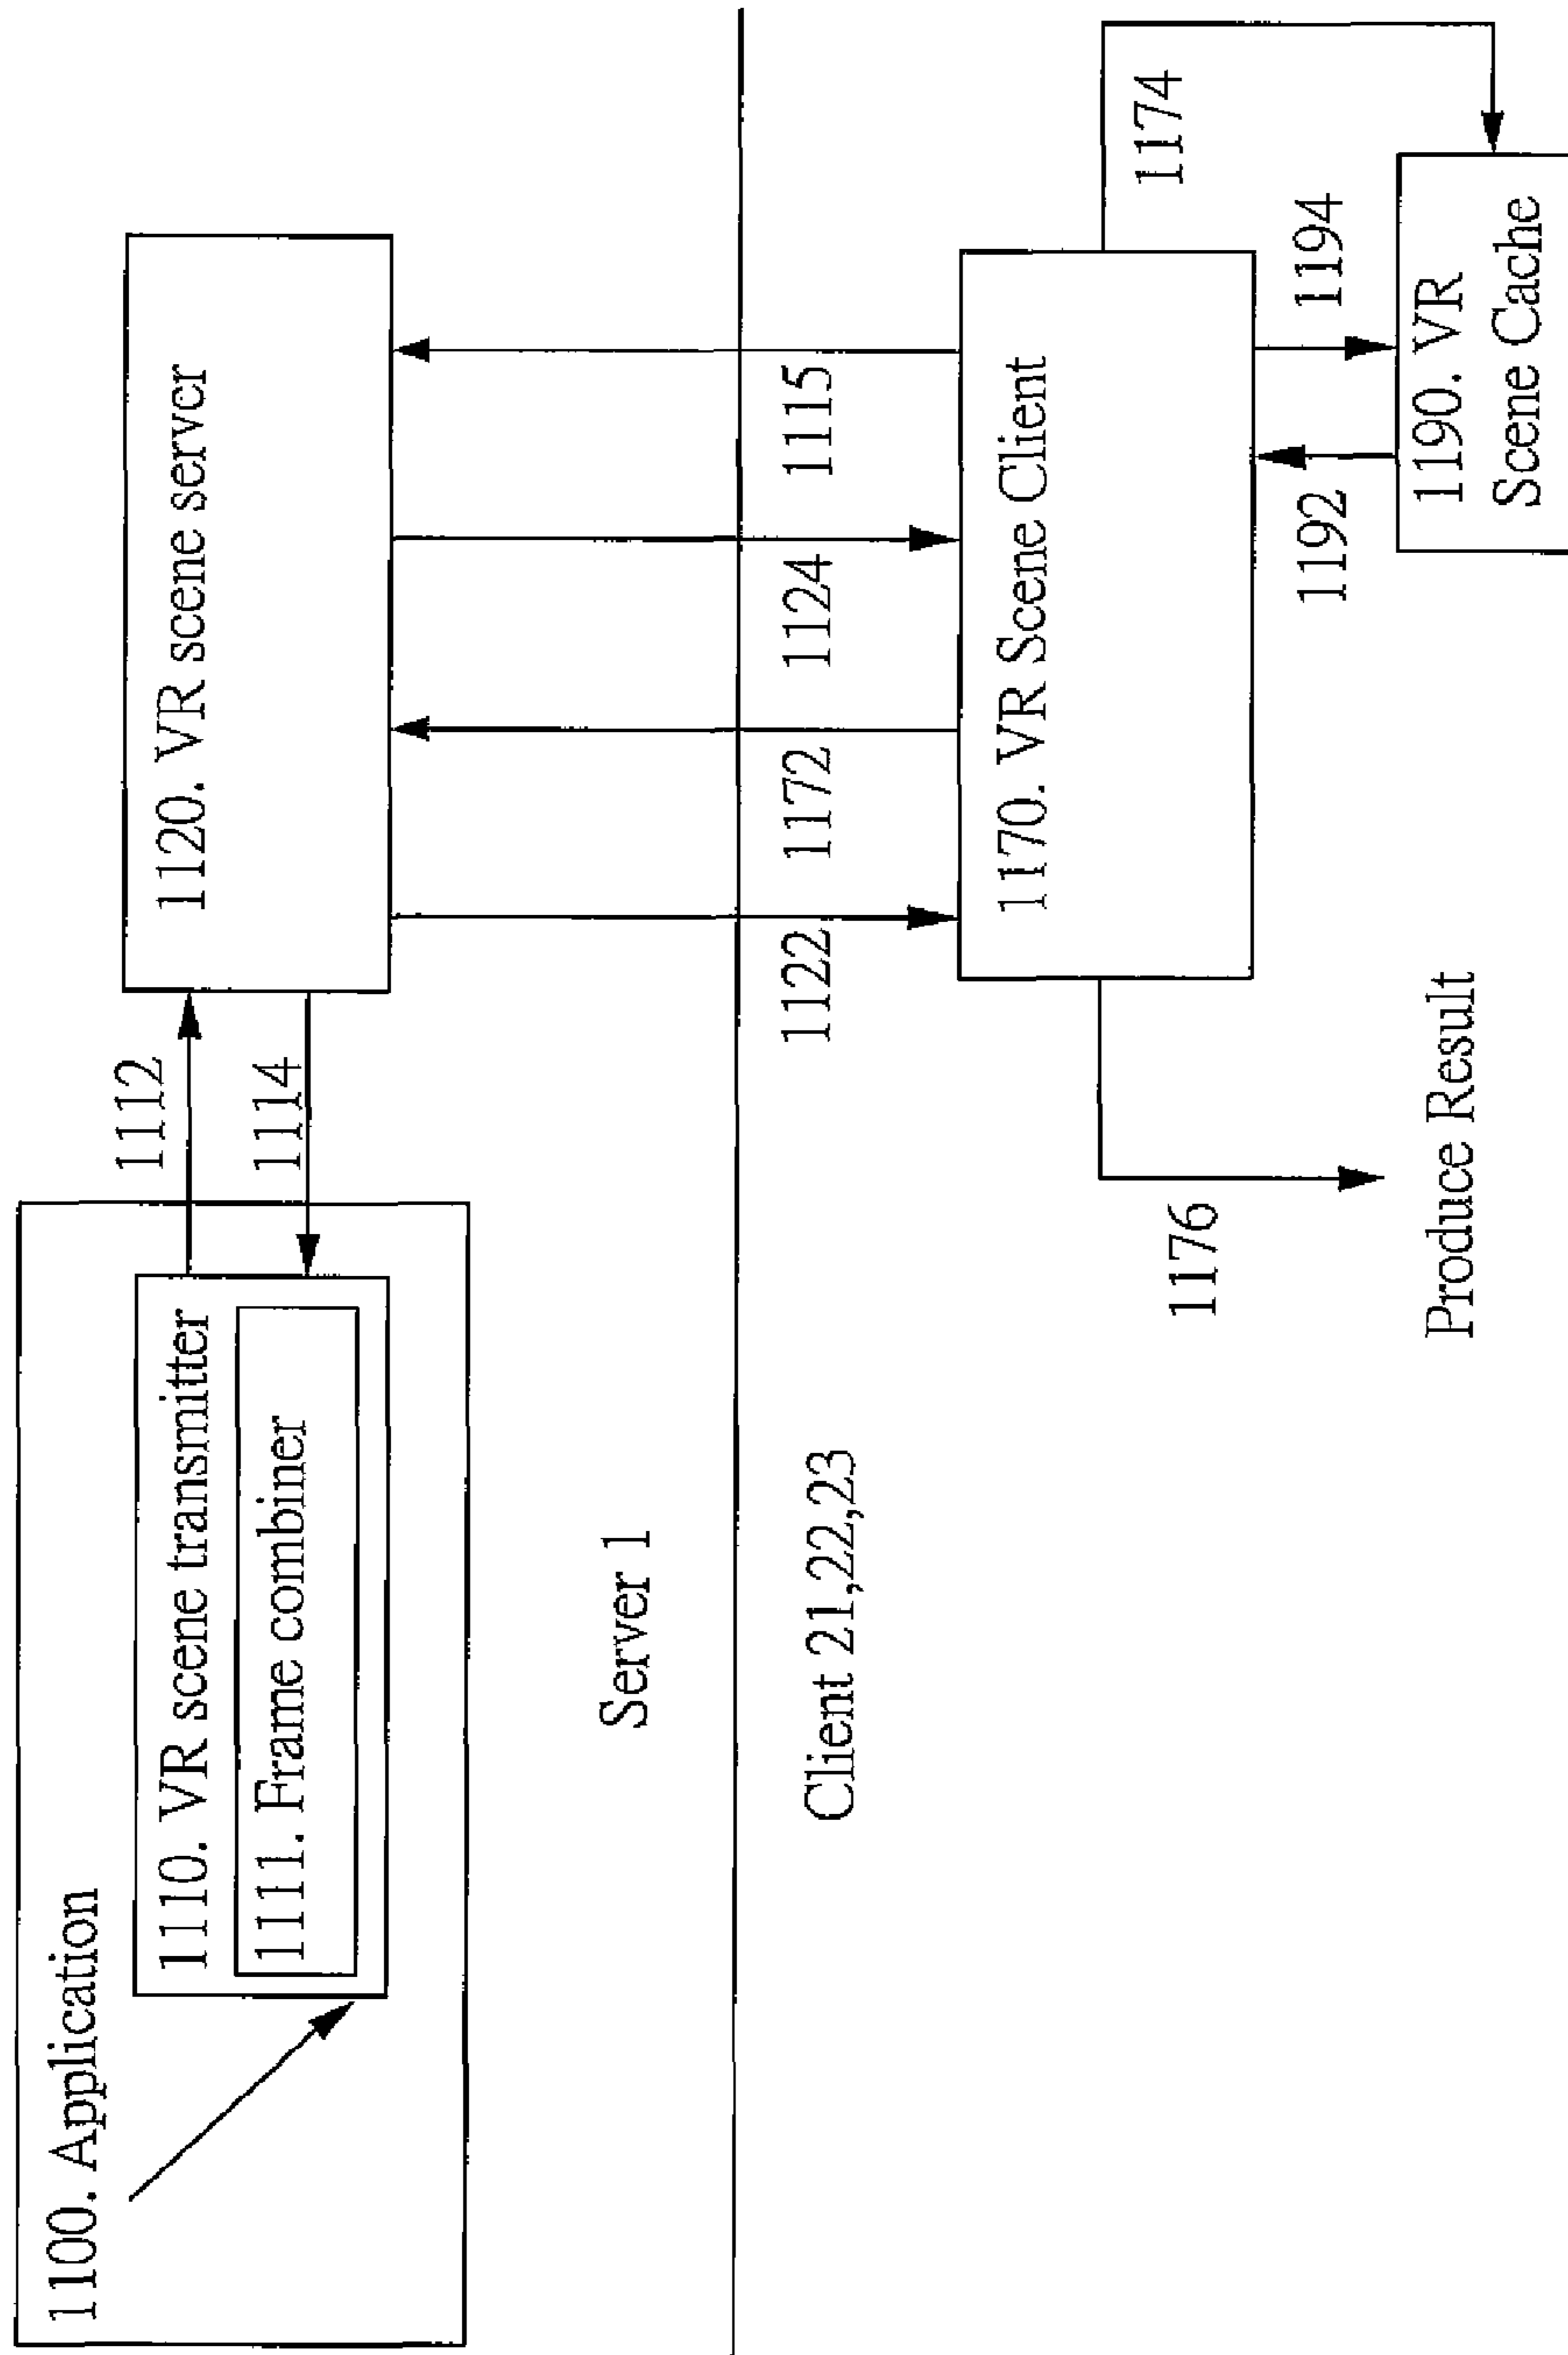 1100. Application
1110. VR scene transmitter
1111. Frame combiner
1112
1114
1120. VR scene server
Server 1
Client 21,22,23
1122
1172
1124
1115
1170. VR Scene Client
1174
1176
Produce Result
1192
1194
1190. VR
Scene Cache